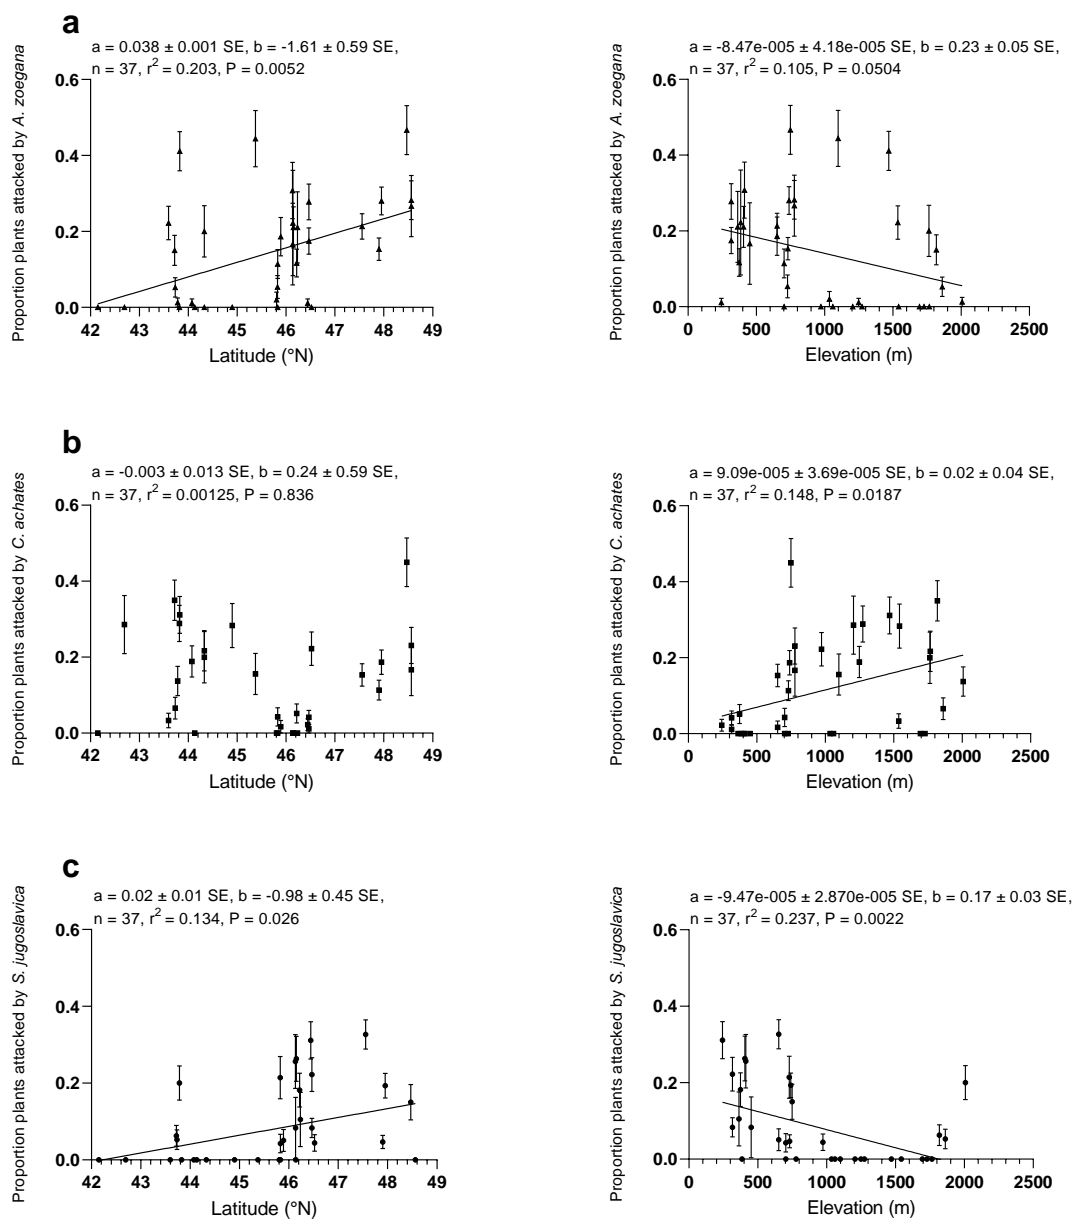 a
a = 0.038 ± 0.001 SE, b = -1.61 ± 0.59 SE,
n = 37, r2 = 0.203, P = 0.0052
Proportion plants attacked by A. zoegana
0.6
0.4
0.2
0.0
42 43 44 45 46 47 48 49
Latitude (°N)
a = -8.47e-005 ± 4.18e-005 SE, b = 0.23 ± 0.05 SE,
n = 37, r2 = 0.105, P = 0.0504
Proportion plants attacked by A. zoegana
0.6
0.4
0.2
0.0
0 500 1000 1500 2000 2500
Elevation (m)
b
a = -0.003 ± 0.013 SE, b = 0.24 ± 0.59 SE,
n = 37, r2 = 0.00125, P = 0.836
Proportion plants attacked by C. achates
0.6
0.4
0.2
0.0
42 43 44 45 46 47 48 49
Latitude (°N)
a = 9.09e-005 ± 3.69e-005 SE, b = 0.02 ± 0.04 SE,
n = 37, r2 = 0.148, P = 0.0187
Proportion plants attacked by C. achates
0.6
0.4
0.2
0.0
0 500 1000 1500 2000 2500
Elevation (m)
c
a = 0.02 ± 0.01 SE, b = -0.98 ± 0.45 SE,
n = 37, r2 = 0.134, P = 0.026
Proportion plants attacked by S. jugoslavica
0.6
0.4
0.2
0.0
42 43 44 45 46 47 48 49
Latitude (°N)
a = -9.47e-005 ± 2.870e-005 SE, b = 0.17 ± 0.03 SE,
n = 37, r2 = 0.237, P = 0.0022
Proportion plants attacked by S. jugoslavica
0.6
0.4
0.2
0.0
0 500 1000 1500 2000 2500
Elevation (m)